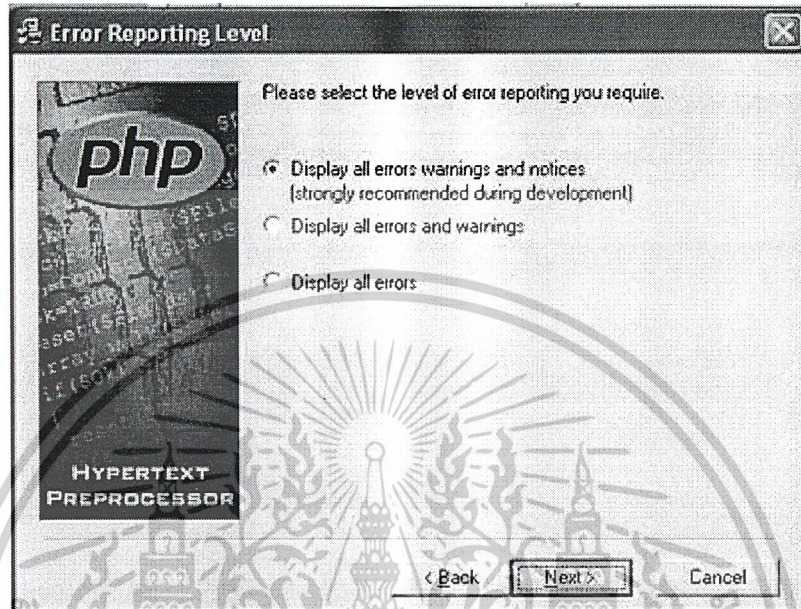 Error Reporting Level
Please select the level of error reporting you require.
php
Display all errors warnings and notices
(strongly recommended during development)
Display all errors and warnings
Display all errors
HYPERTEXT
PREPROCESSOR
< Back
Next >
Cancel